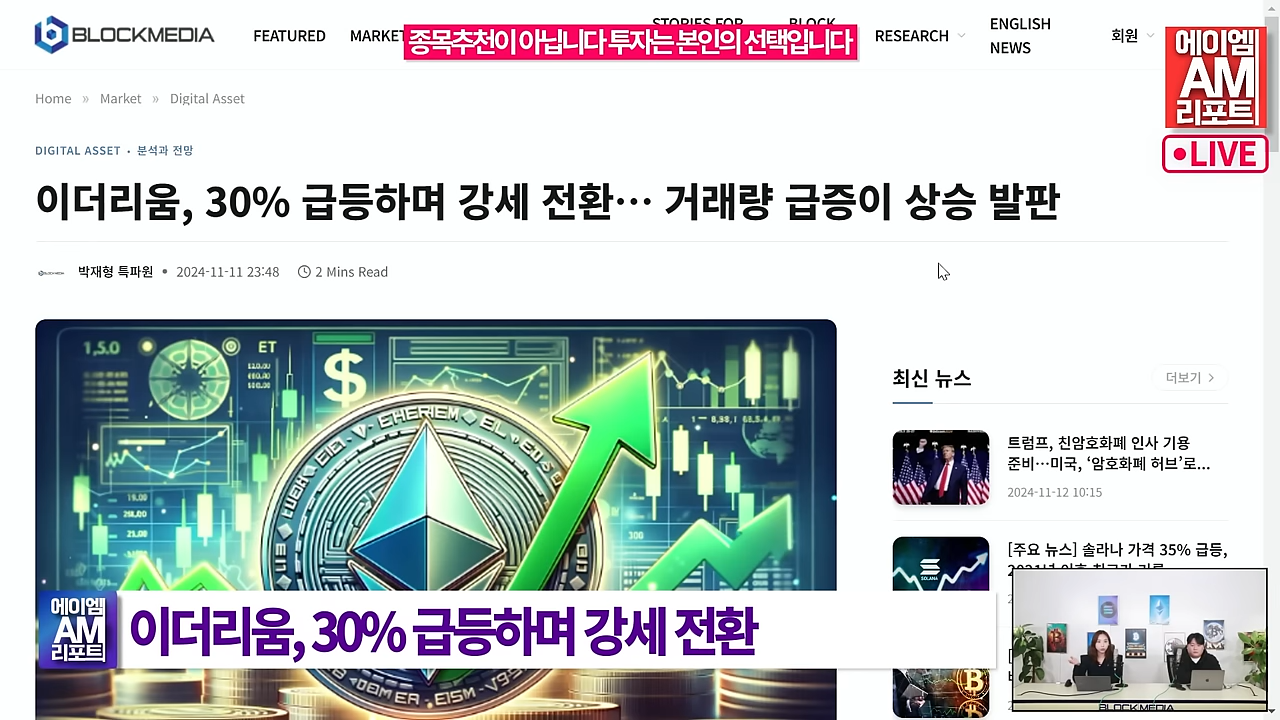 BLOCKMEDIA
FEATURED
MARKET
STORIES FOR
BLOCK
RESEARCH
ENGLISH
NEWS
회원
종목추천이 아닙니다 투자는 본인의 선택입니다
에이엠
AM
리포트
LIVE
Home » Market » Digital Asset
DIGITAL ASSET • 분석과 전망
이더리움, 30% 급등하며 강세 전환… 거래량 급증이 상승 발판
박재형 특파원 • 2024-11-11 23:48 2 Mins Read
1,5.0
ET
$
최신 뉴스
더보기
트럼프, 친암호화폐 인사 기용
준비…미국, ‘암호화폐 허브’로...
2024-11-12 10:15
[주요 뉴스] 솔라나 가격 35% 급등,
SOLANA
에이엠
AM
리포트
이더리움, 30% 급등하며 강세 전환
BLOCKMEDIA